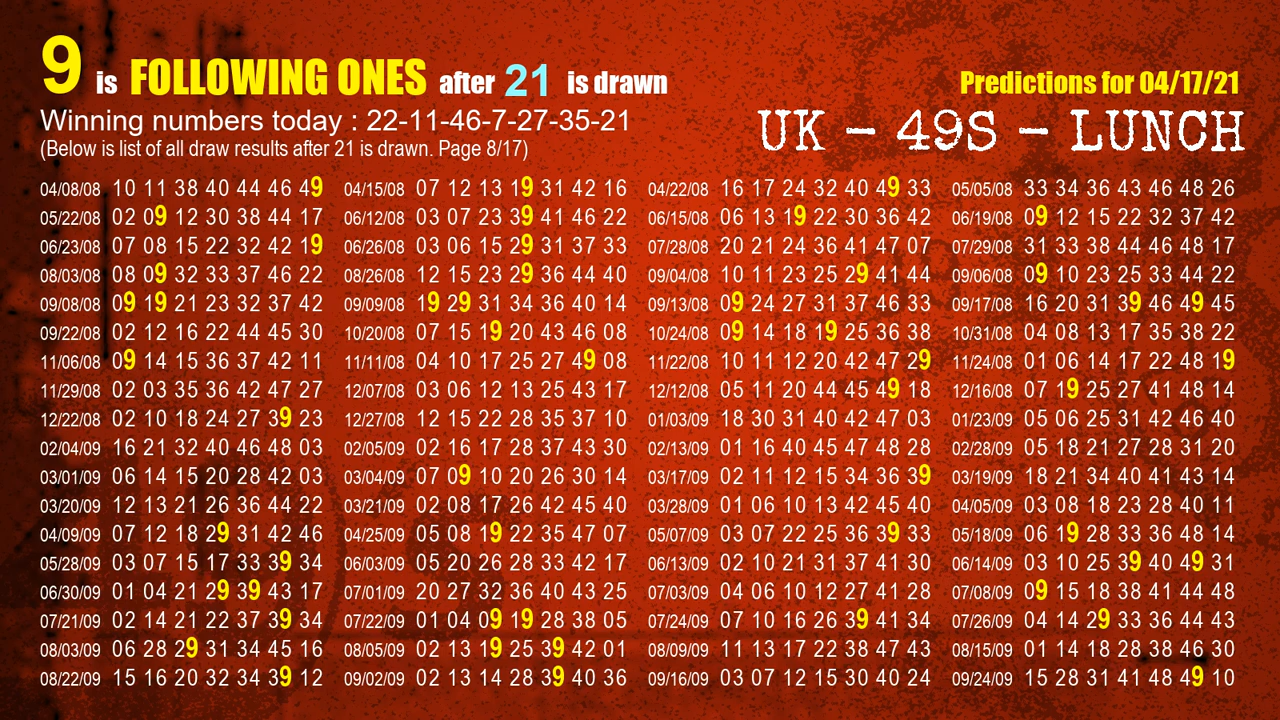 9 is FOLLOWING ONES after 21 is drawn
Predictions for 04/17/21
Winning numbers today : 22-11-46-7-27-35-21
UK - 49S - LUNCH
(Below is list of all draw results after 21 is drawn. Page 8/17)
04/08/08 10 11 38 40 44 46 49 04/15/08 07 12 13 19 31 42 16 04/22/08 16 17 24 32 40 49 33 05/05/08 33 34 36 43 46 48 26
05/22/08 02 09 12 30 38 44 17 06/12/08 03 07 23 39 41 46 22 06/15/08 06 13 19 22 30 36 42 06/19/08 09 12 15 22 32 37 42
06/23/08 07 08 15 22 32 42 19 06/26/08 03 06 15 29 31 37 33 07/28/08 20 21 24 36 41 47 07 07/29/08 31 33 38 44 46 48 17
08/03/08 08 09 32 33 37 46 22 08/26/08 12 15 23 29 36 44 40 09/04/08 10 11 23 25 29 41 44 09/06/08 09 10 23 25 33 44 22
09/08/08 09 19 21 23 32 37 42 09/09/08 19 29 31 34 36 40 14 09/13/08 09 24 27 31 37 46 33 09/17/08 16 20 31 39 46 49 45
09/22/08 02 12 16 22 44 45 30 10/20/08 07 15 19 20 43 46 08 10/24/08 09 14 18 19 25 36 38 10/31/08 04 08 13 17 35 38 22
11/06/08 09 14 15 36 37 42 11 11/11/08 04 10 17 25 27 49 08 11/22/08 10 11 12 20 42 47 29 11/24/08 01 06 14 17 22 48 19
11/29/08 02 03 35 36 42 47 27 12/07/08 03 06 12 13 25 43 17 12/12/08 05 11 20 44 45 49 18 12/16/08 07 19 25 27 41 48 14
12/22/08 02 10 18 24 27 39 23 12/27/08 12 15 22 28 35 37 10 01/03/09 18 30 31 40 42 47 03 01/23/09 05 06 25 31 42 46 40
02/04/09 16 21 32 40 46 48 03 02/05/09 02 16 17 28 37 43 30 02/13/09 01 16 40 45 47 48 28 02/28/09 05 18 21 27 28 31 20
03/01/09 06 14 15 20 28 42 03 03/04/09 07 09 10 20 26 30 14 03/17/09 02 11 12 15 34 36 39 03/19/09 18 21 34 40 41 43 14
03/20/09 12 13 21 26 36 44 22 03/21/09 02 08 17 26 42 45 40 03/28/09 01 06 10 13 42 45 40 04/05/09 03 08 18 23 28 40 11
04/09/09 07 12 18 29 31 42 46 04/25/09 05 08 19 22 35 47 07 05/07/09 03 07 22 25 36 39 33 05/18/09 06 19 28 33 36 48 14
05/28/09 03 07 15 17 33 39 34 06/03/09 05 20 26 28 33 42 17 06/13/09 02 10 21 31 37 41 30 06/14/09 03 10 25 39 40 49 31
06/30/09 01 04 21 29 39 43 17 07/01/09 20 27 32 36 40 43 25 07/03/09 04 06 10 12 27 41 28 07/08/09 09 15 17 38 41 44 48
07/21/09 02 14 21 22 37 39 34 07/22/09 01 04 09 19 28 38 05 07/24/09 07 10 16 26 39 41 34 07/26/09 04 14 29 33 36 44 43
08/03/09 06 28 29 31 34 45 16 08/05/09 02 13 19 25 39 42 01 08/09/09 11 13 17 22 38 47 43 08/15/09 01 14 18 28 38 46 30
08/22/09 15 16 20 32 34 39 12 09/02/09 02 13 14 28 39 40 36 09/16/09 03 07 12 15 30 40 24 09/24/09 15 28 31 41 48 49 10